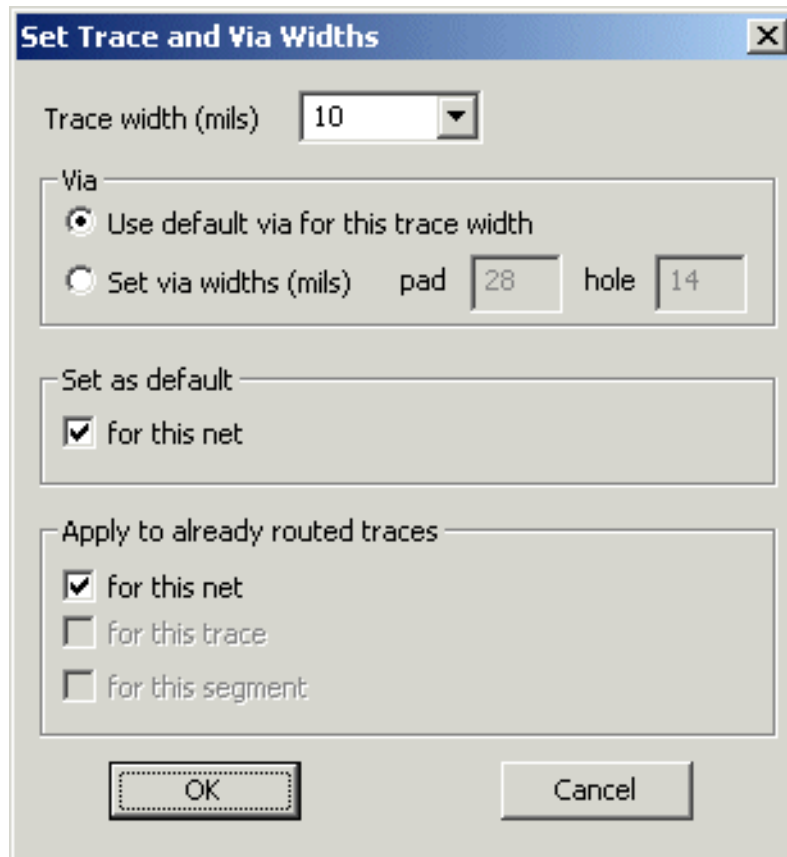 Set Trace and Via Widths
Trace width (mils) 10
Via
Use default via for this trace width
Set via widths (mils) pad 28 hole 14
Set as default
for this net
Apply to already routed traces
for this net
for this trace
for this segment
OK Cancel